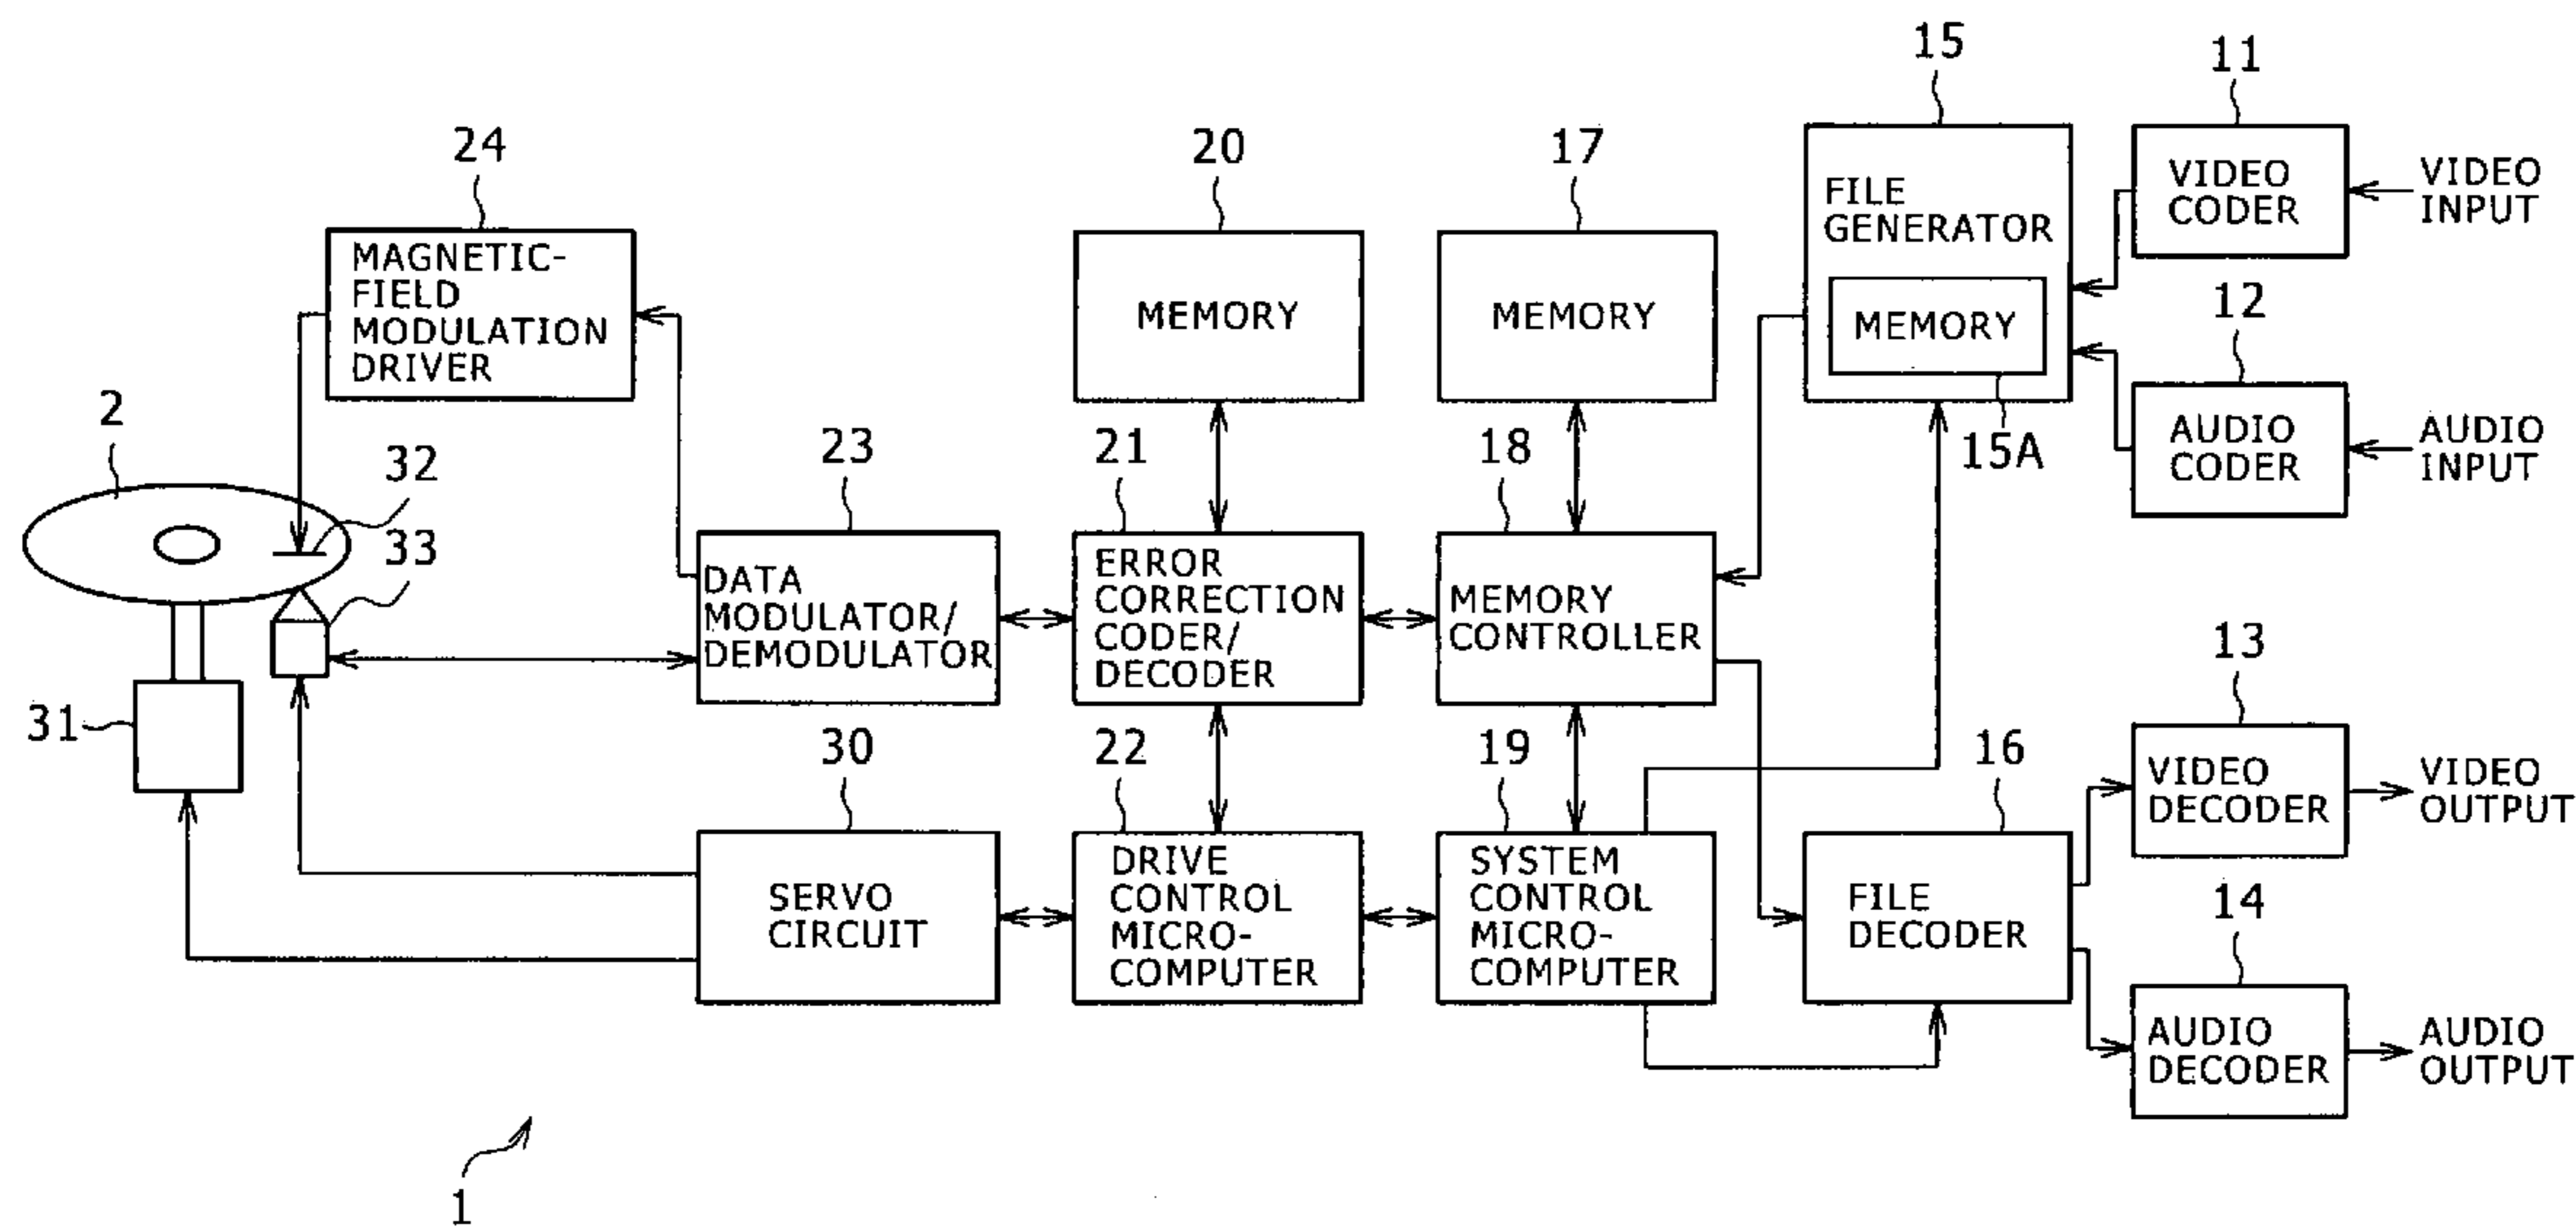 15
11
24
20
17
VIDEO
CODER
VIDEO
INPUT
FILE
GENERATOR
MAGNETIC-
FIELD
MODULATION
DRIVER
MEMORY
MEMORY
MEMORY
12
2
32
23
21
18
15A
AUDIO
CODER
AUDIO
INPUT
33
DATA
MODULATOR/
DEMODULATOR
ERROR
CORRECTION
CODER/
DECODER
MEMORY
CONTROLLER
13
31
30
22
19
16
VIDEO
DECODER
VIDEO
OUTPUT
SERVO
CIRCUIT
DRIVE
CONTROL
MICRO-
COMPUTER
SYSTEM
CONTROL
MICRO-
COMPUTER
FILE
DECODER
14
AUDIO
DECODER
AUDIO
OUTPUT
1